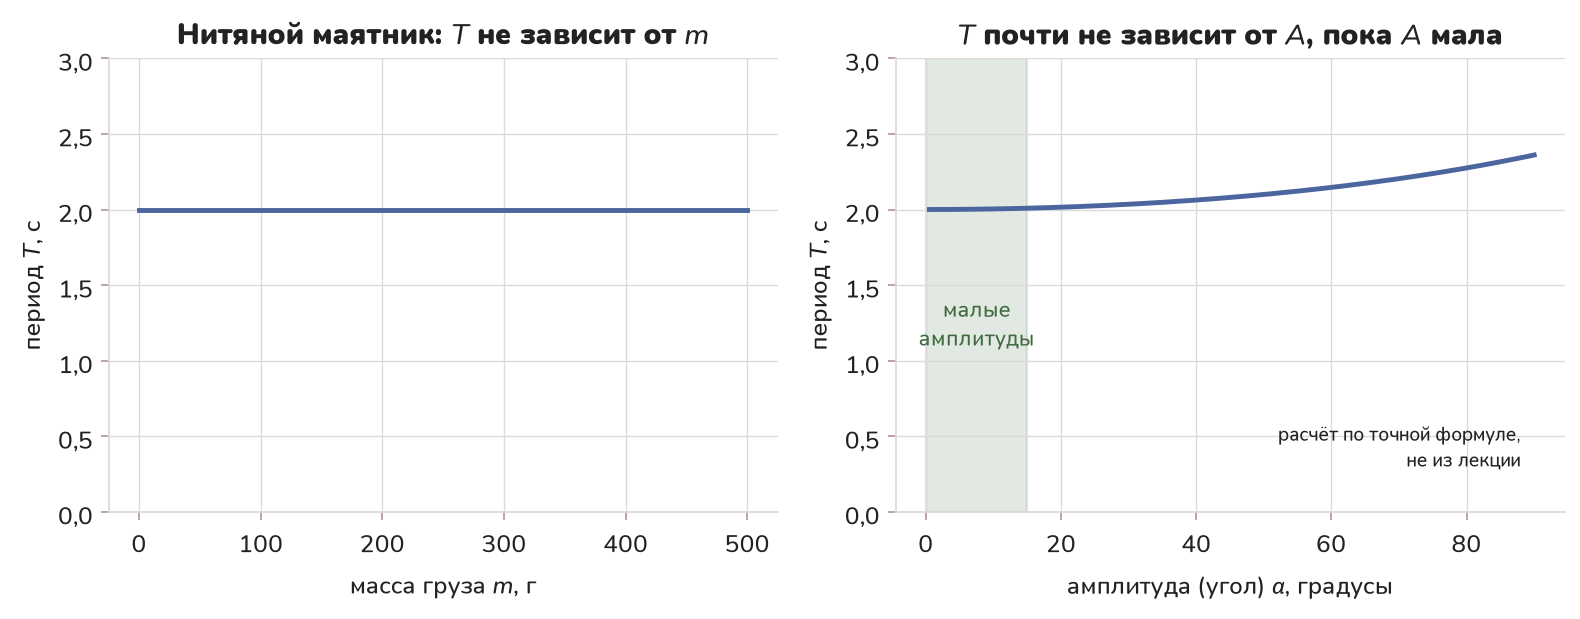 Нитяной маятник: T не зависит от m
3,0
2,5
2,0
1,5
1,0
0,5
0,0
период T, с
0 100 200 300 400 500
масса груза m, г
T почти не зависит от A, пока A мала
3,0
2,5
2,0
1,5
1,0
0,5
0,0
период T, с
малые
амплитуды
расчёт по точной формуле,
не из лекции
0 20 40 60 80
амплитуда (угол) α, градусы